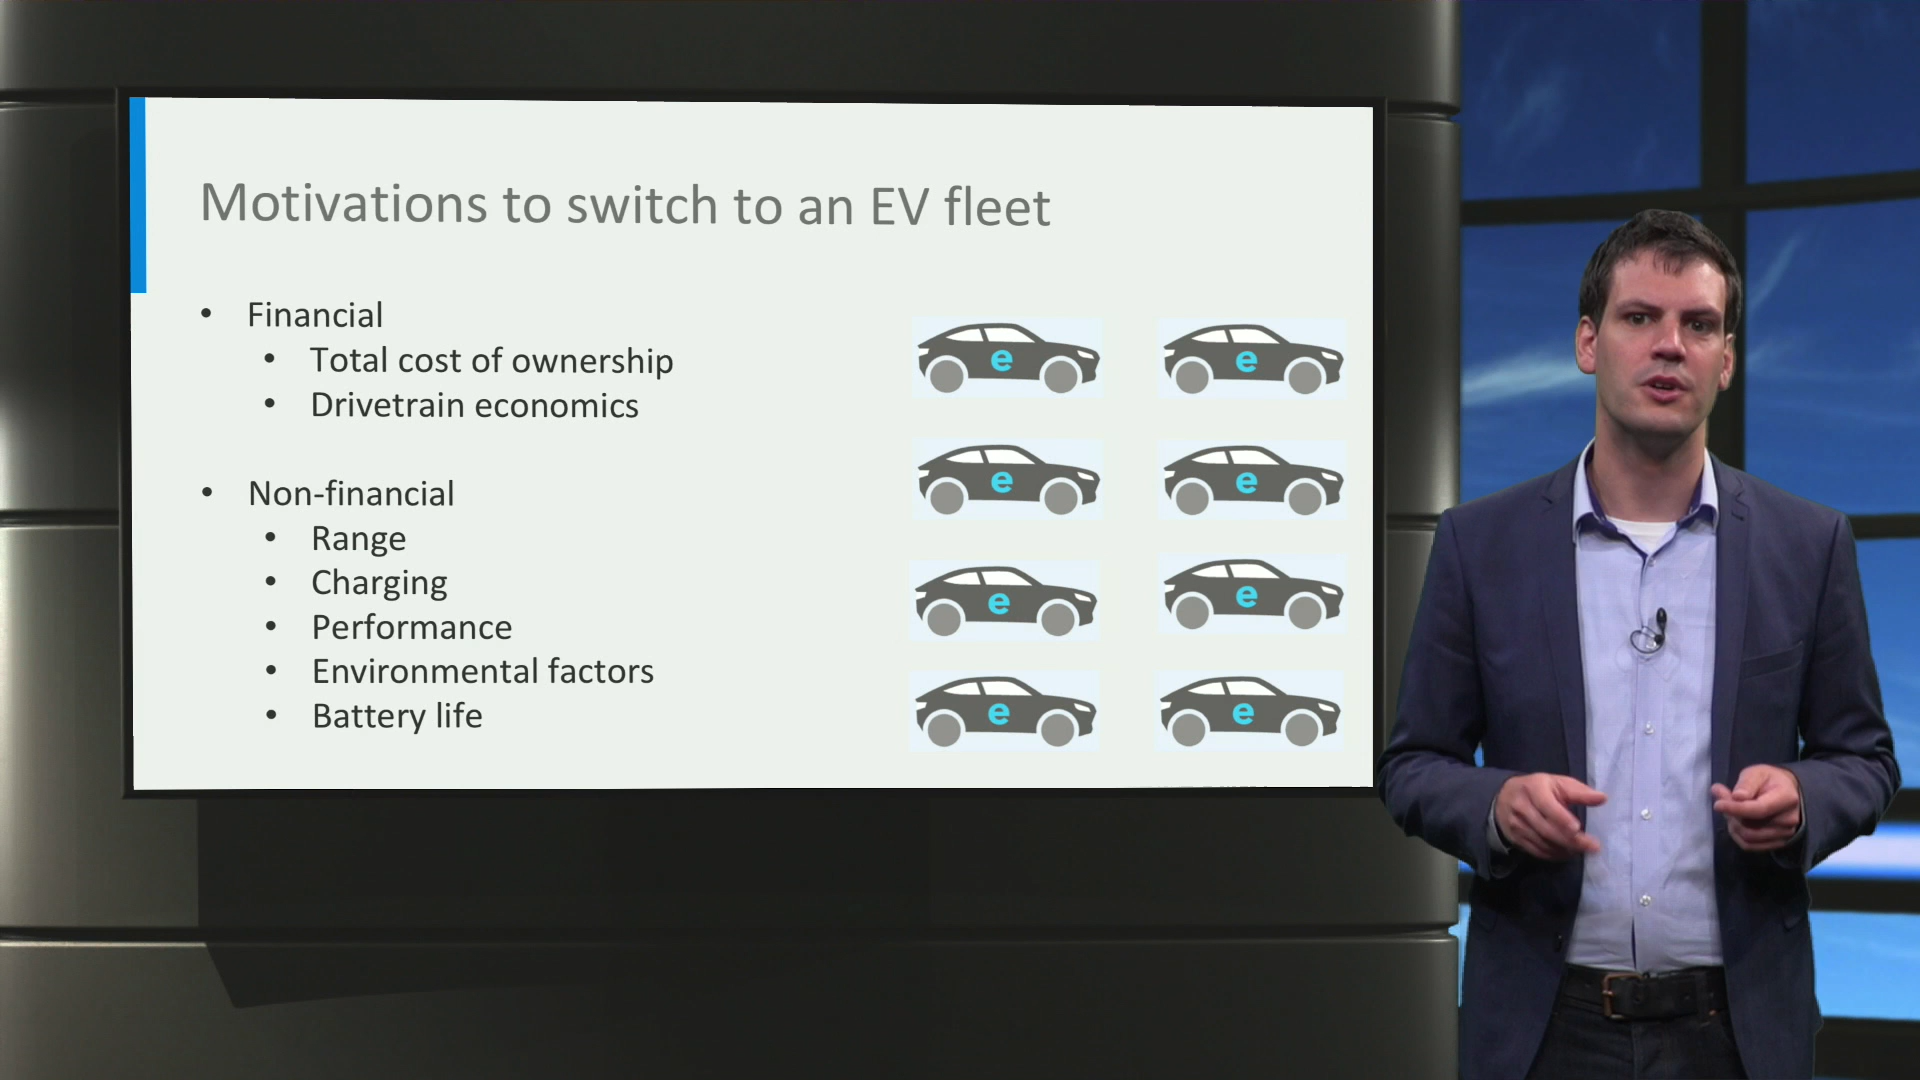 Motivations to switch to an EV fleet
• Financial
• Total cost of ownership
• Drivetrain economics
• Non-financial
• Range
• Charging
• Performance
• Environmental factors
• Battery life
e e
e e
e e
e e